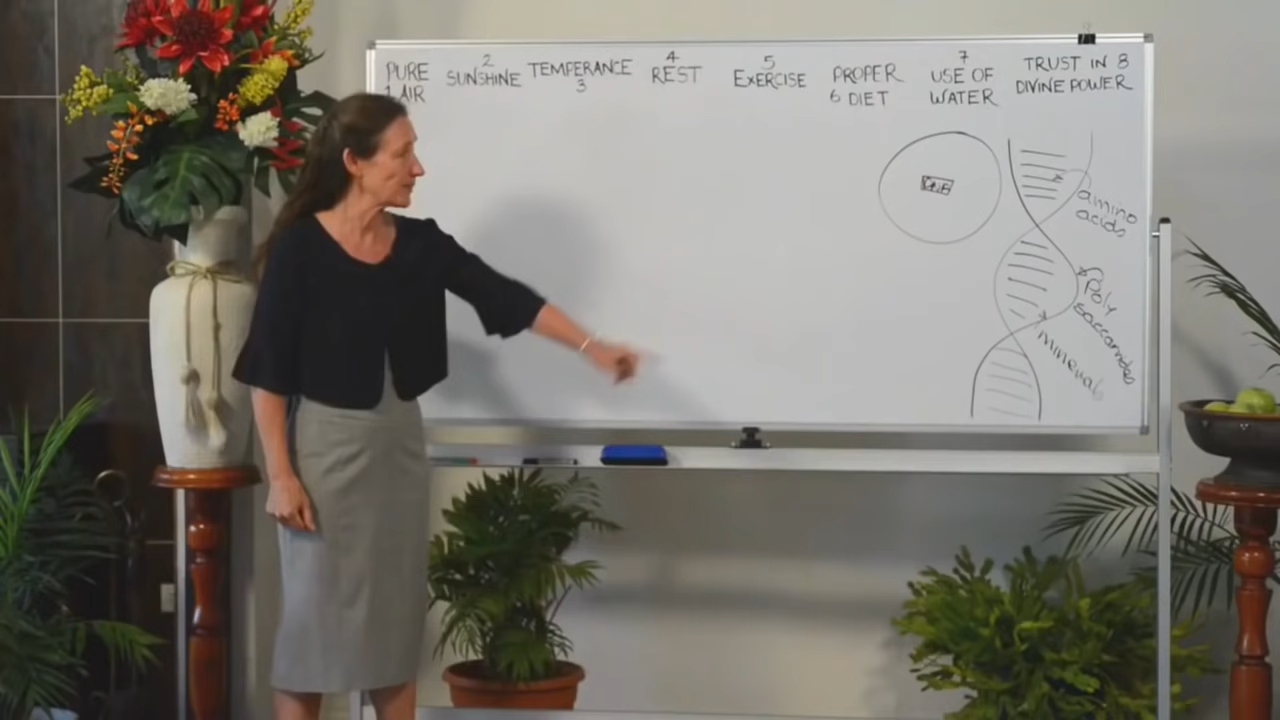 PURE
1 AIR
2
SUNSHINE
TEMPERANCE
3
4
REST
5
EXERCISE
PROPER
6 DIET
7
USE OF
WATER
TRUST IN 8
DIVINE POWER
amino
acids
Poly
saccarides
minerals